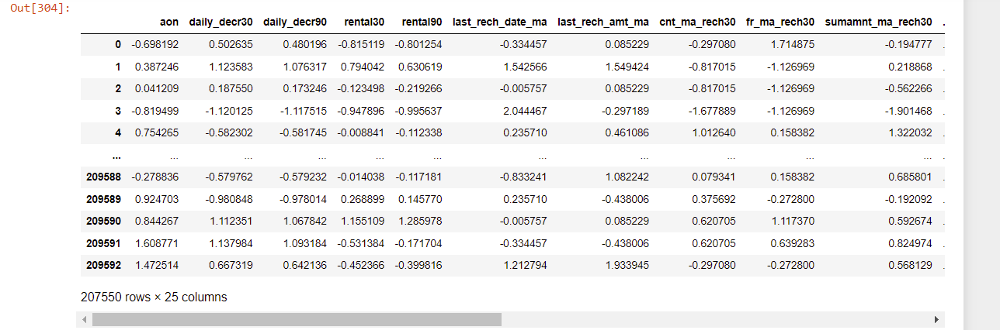 Out[304]:
aon daily_decr30 daily_decr90 rental30 rental90 last_rech_date_ma last_rech_amt_ma cnt_ma_rech30 fr_ma_rech30 sumamnt_ma_rech30 .
0 -0.698192 0.502635 0.480196 -0.815119 -0.801254 -0.334457 0.085229 -0.297080 1.714875 -0.194777 .
1 0.387246 1.123583 1.076317 0.794042 0.630619 1.542566 1.549424 -0.817015 -1.126969 0.218868 .
2 0.041209 0.187550 0.173246 -0.123498 -0.219266 -0.005757 0.085229 -0.817015 -1.126969 -0.562266 .
3 -0.819499 -1.120125 -1.117515 -0.947896 -0.995637 2.044467 -0.297189 -1.677889 -1.126969 -1.901468 .
4 0.754265 -0.582302 -0.581745 -0.008841 -0.112338 0.235710 0.461086 1.012640 0.158382 1.322032 .
... ... ... ... ... ... ... ... ... ... ... .
209588 -0.278836 -0.579762 -0.579232 -0.014038 -0.117181 -0.833241 1.082242 0.079341 0.158382 0.685801 .
209589 0.924703 -0.980848 -0.978014 0.268899 0.145770 0.235710 -0.438006 0.375692 -0.272800 -0.192092 .
209590 0.844267 1.112351 1.067842 1.155109 1.285978 -0.005757 0.085229 0.620705 1.117370 0.592674 .
209591 1.608771 1.137984 1.093184 -0.531384 -0.171704 -0.334457 -0.438006 0.620705 0.639283 0.824974 .
209592 1.472514 0.667319 0.642136 -0.452366 -0.399816 1.212794 1.933945 -0.297080 -0.272800 0.568129 .
207550 rows × 25 columns